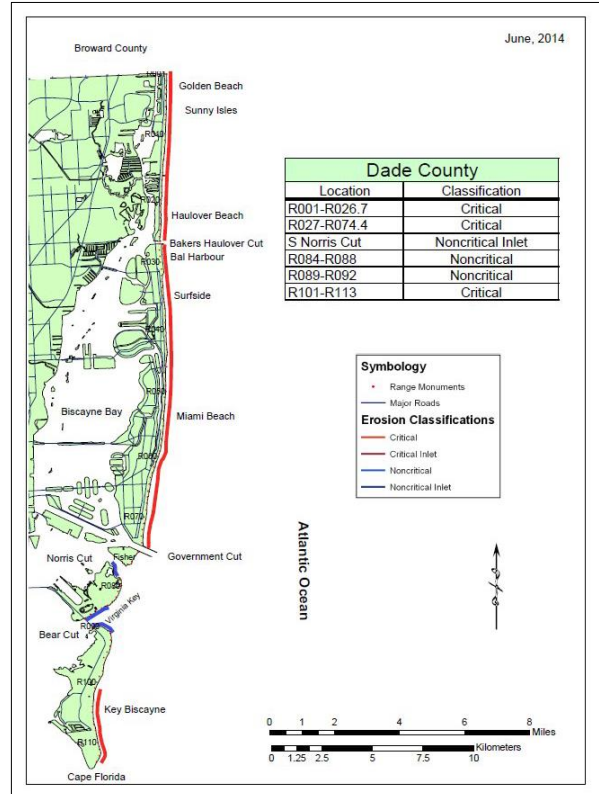 June, 2014
Broward County
Golden Beach
Sunny Isles
R010
R020
Haulover Beach
Bakers Haulover Cut
Bal Harbour
R030
Surfside
R040
Biscayne Bay
R050
Miami Beach
R060
R070
Government Cut
Norris Cut
Fisher
R080
Virginia Key
R090
Bear Cut
R100
Key Biscayne
R110
Cape Florida
Atlantic Ocean
Dade County
Location Classification
R001-R026.7 Critical
R027-R074.4 Critical
S Norris Cut Noncritical Inlet
R084-R088 Noncritical
R089-R092 Noncritical
R101-R113 Critical
Symbology
Range Monuments
Major Roads
Erosion Classifications
Critical
Critical Inlet
Noncritical
Noncritical Inlet
0 1 2 4 6 8
Miles
Kilometers
0 1.25 2.5 5 7.5 10